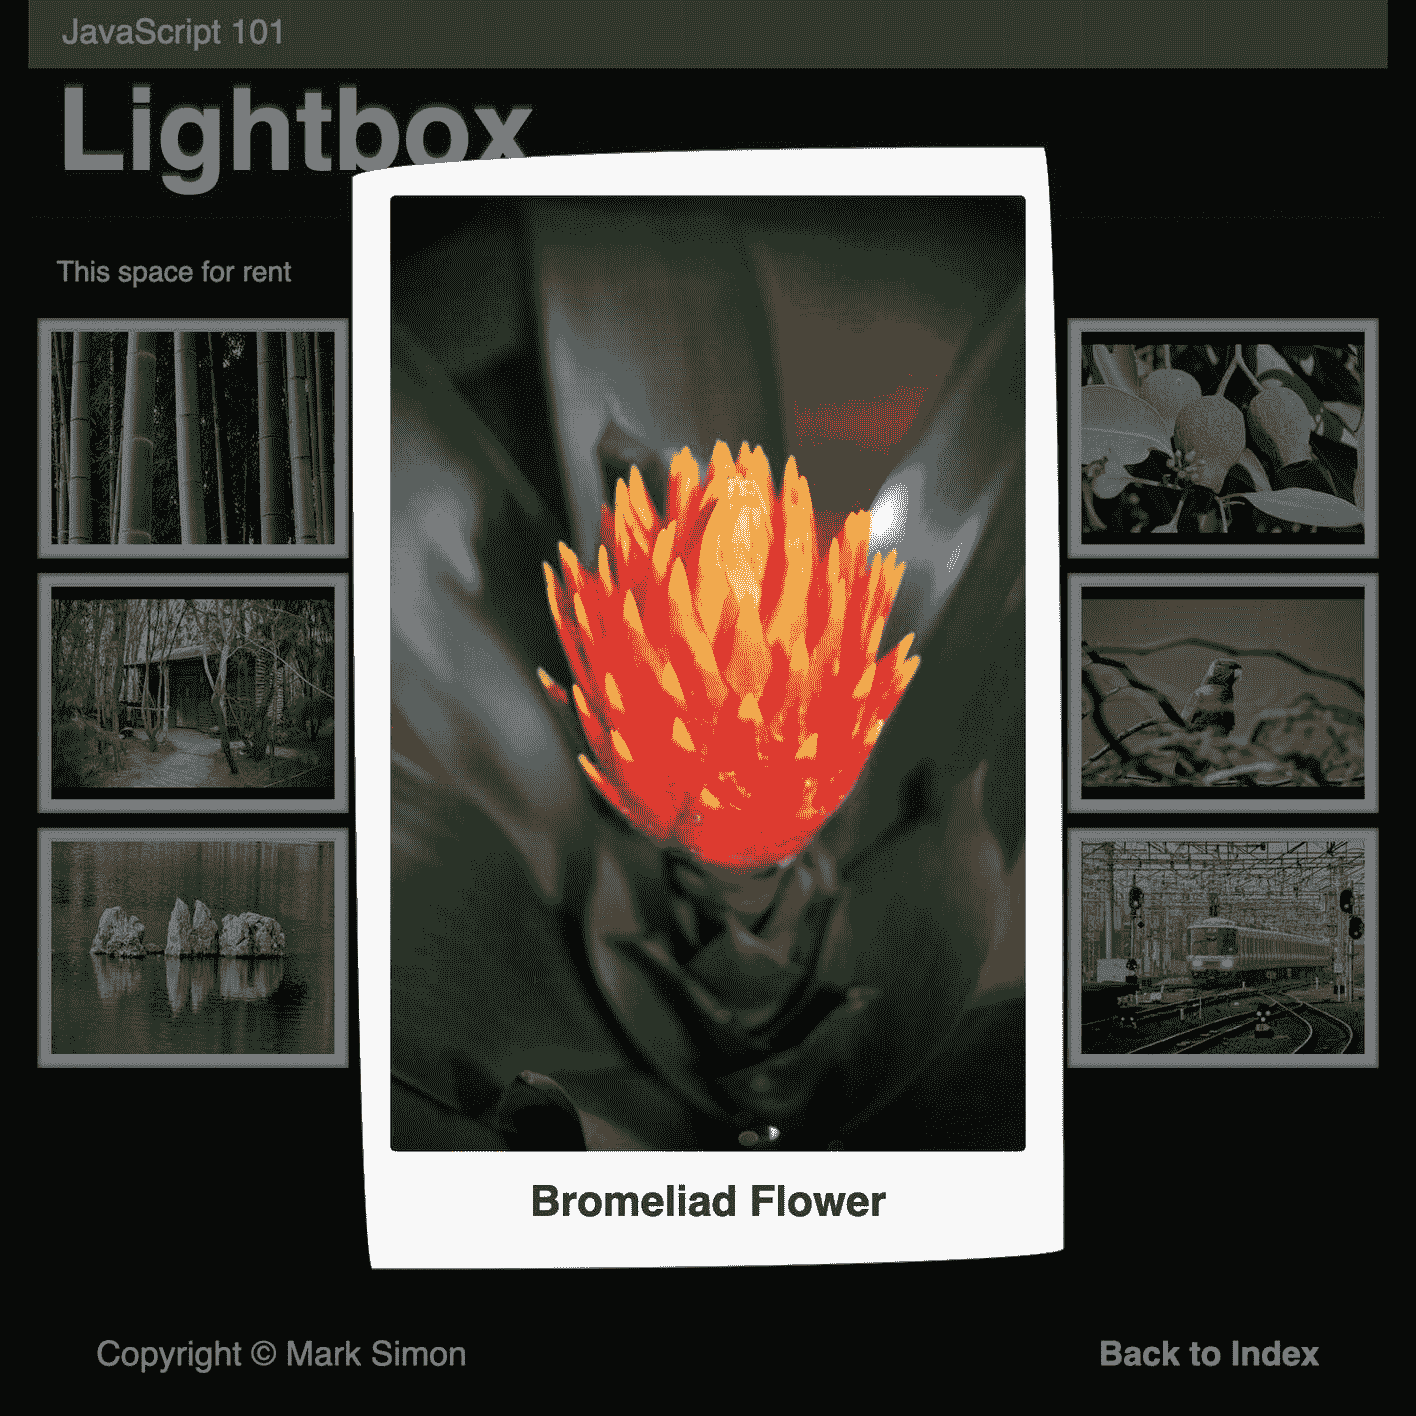 JavaScript 101
Lightbox
This space for rent
Bromeliad Flower
Copyright © Mark Simon
Back to Index